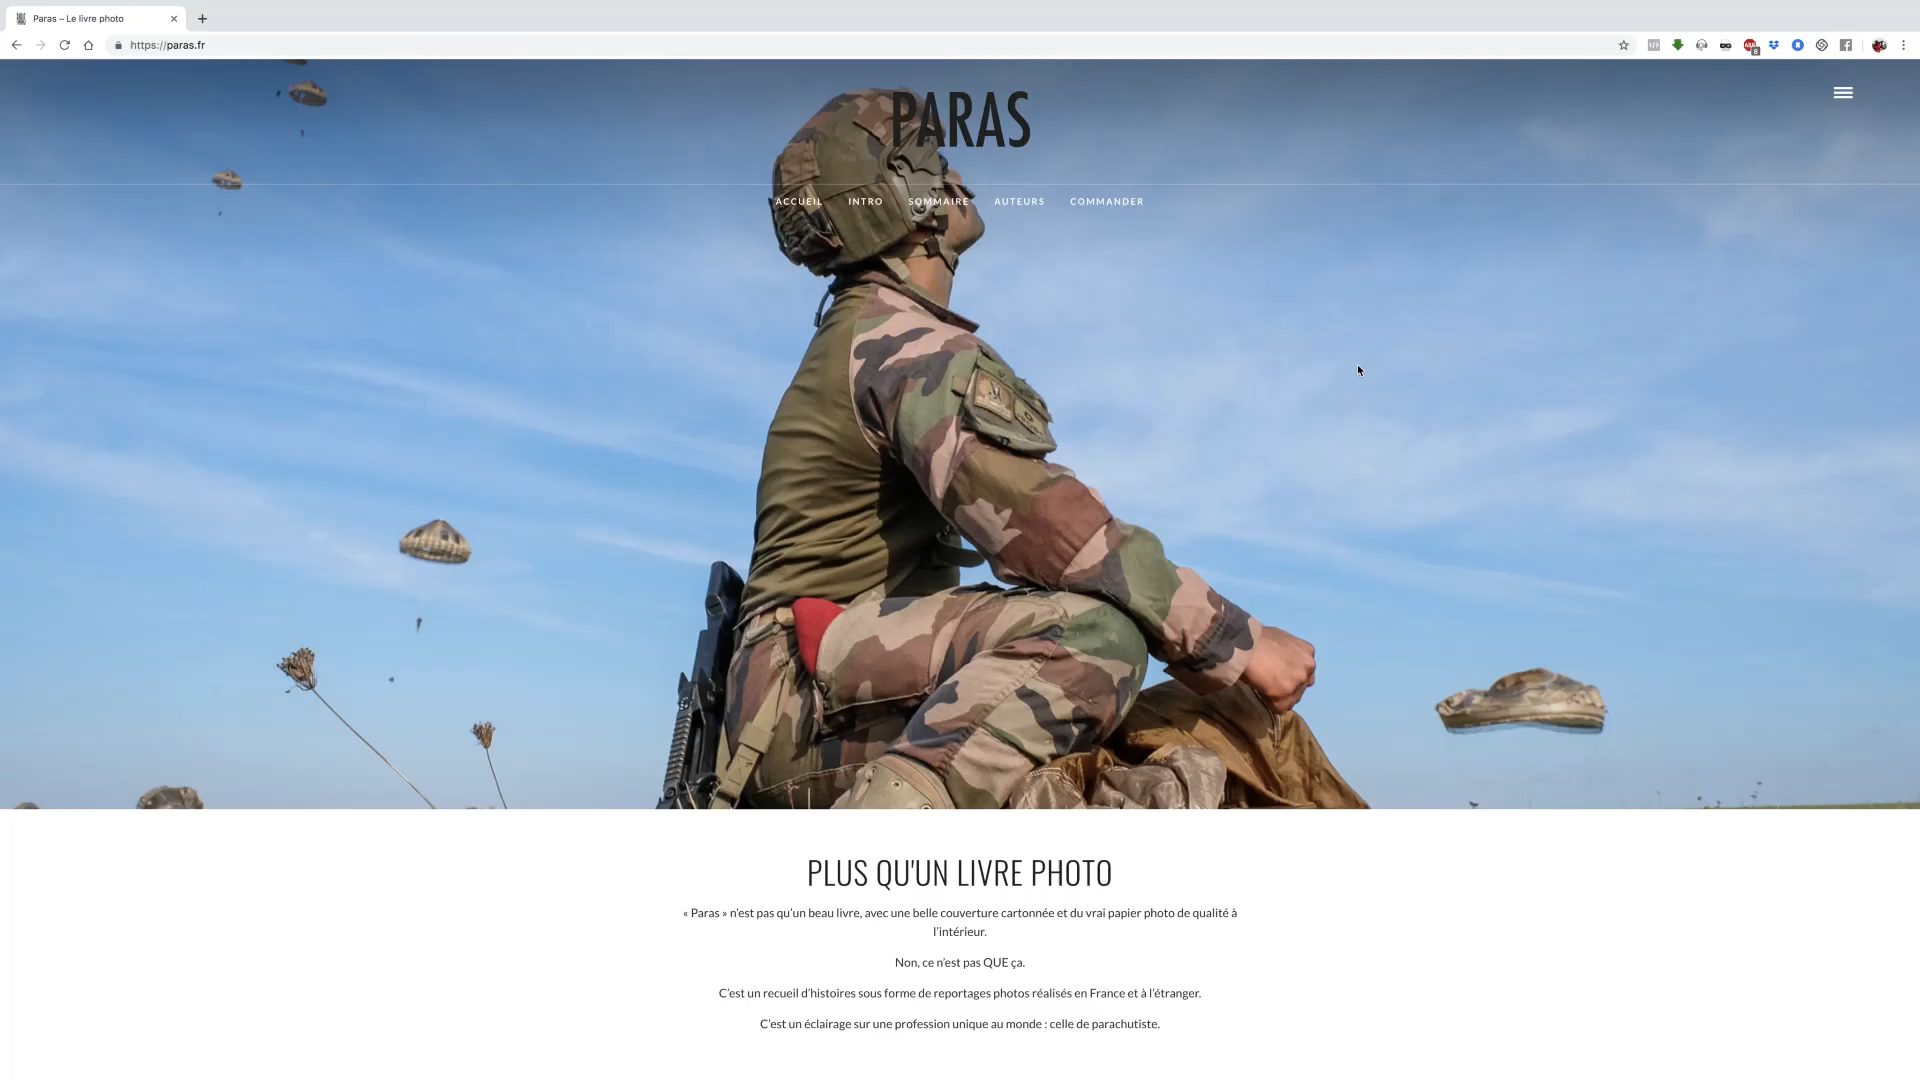 Paras – Le livre photo
https://paras.fr
PARAS
ACCUEIL INTRO SOMMAIRE AUTEURS COMMANDER
PLUS QU'UN LIVRE PHOTO
« Paras » n’est pas qu’un beau livre, avec une belle couverture cartonnée et du vrai papier photo de qualité à
l’intérieur.
Non, ce n’est pas QUE ça.
C’est un recueil d’histoires sous forme de reportages photos réalisés en France et à l’étranger.
C’est un éclairage sur une profession unique au monde : celle de parachutiste.